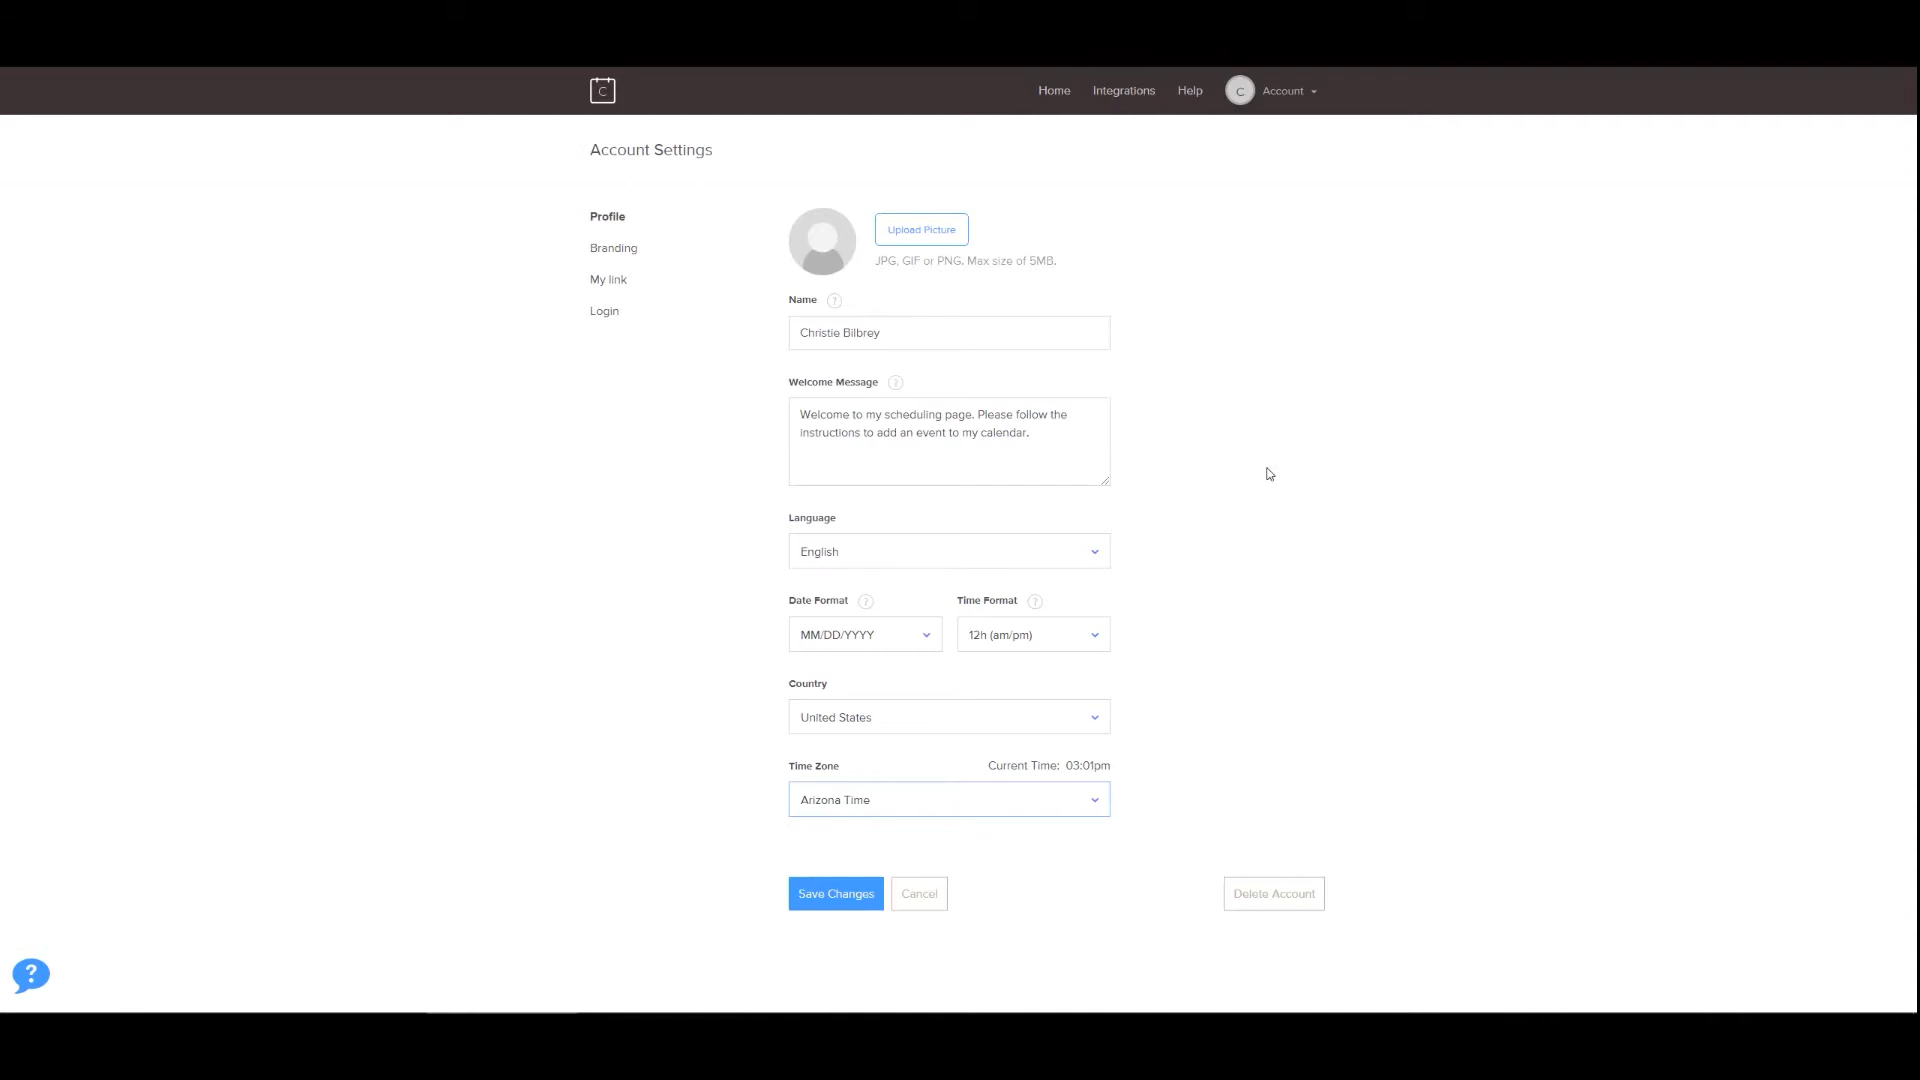 C
Home
Integrations
Help
C
Account
Account Settings
Profile
Branding
My link
Login
Upload Picture
JPG, GIF or PNG. Max size of 5MB.
Name ?
Christie Bilbrey
Welcome Message ?
Welcome to my scheduling page. Please follow the
instructions to add an event to my calendar.
Language
English
Date Format ?
Time Format ?
MM/DD/YYYY
12h (am/pm)
Country
United States
Time Zone
Current Time: 03:01pm
Arizona Time
Save Changes
Cancel
Delete Account
?